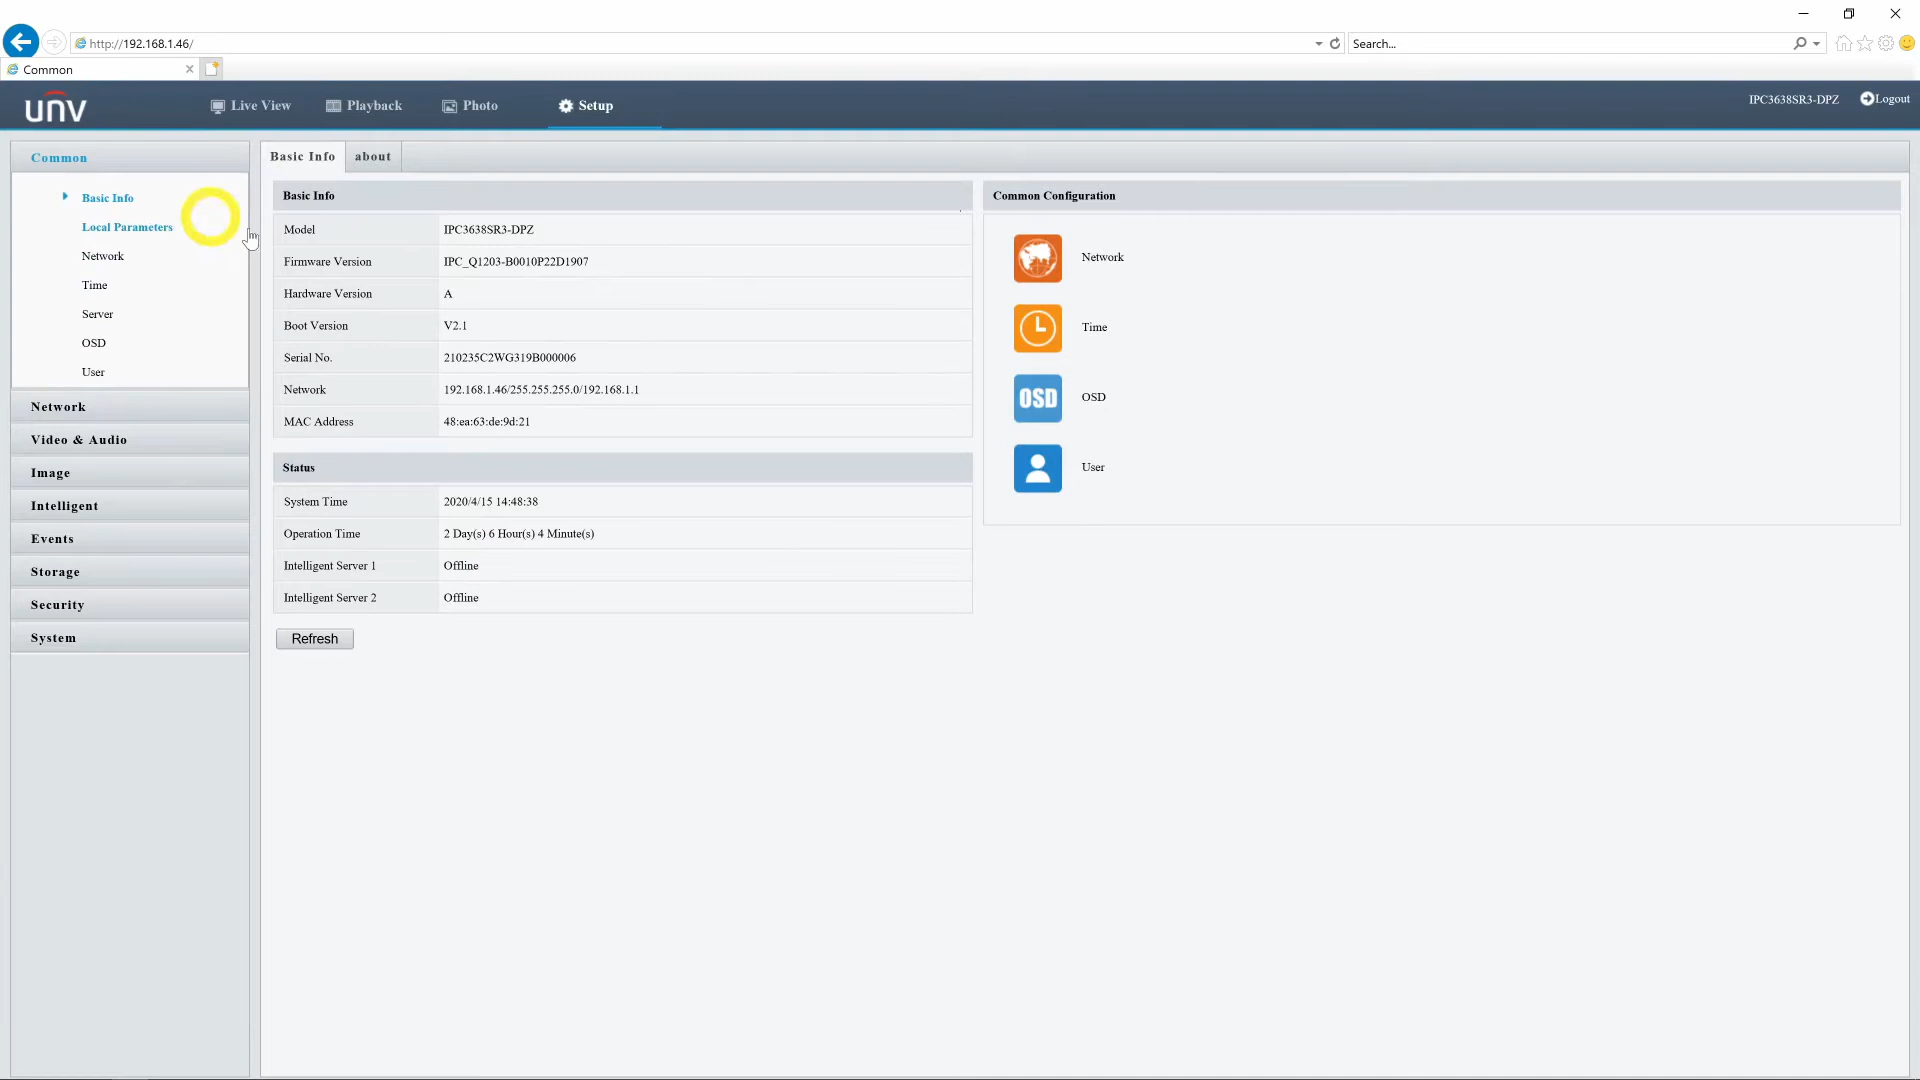 http://192.168.1.46/
Search...
Common
unv
Live View
Playback
Photo
Setup
IPC3638SR3-DPZ
Logout
Common
Basic Info
Local Parameters
Network
Time
Server
OSD
User
Network
Video & Audio
Image
Intelligent
Events
Storage
Security
System
Basic Info
about
Basic Info
Model IPC3638SR3-DPZ
Firmware Version IPC_Q1203-B0010P22D1907
Hardware Version A
Boot Version V2.1
Serial No. 210235C2WG319B000006
Network 192.168.1.46/255.255.255.0/192.168.1.1
MAC Address 48:ea:63:de:9d:21
Status
System Time 2020/4/15 14:48:38
Operation Time 2 Day(s) 6 Hour(s) 4 Minute(s)
Intelligent Server 1 Offline
Intelligent Server 2 Offline
Refresh
Common Configuration
Network
Time
OSD OSD
User